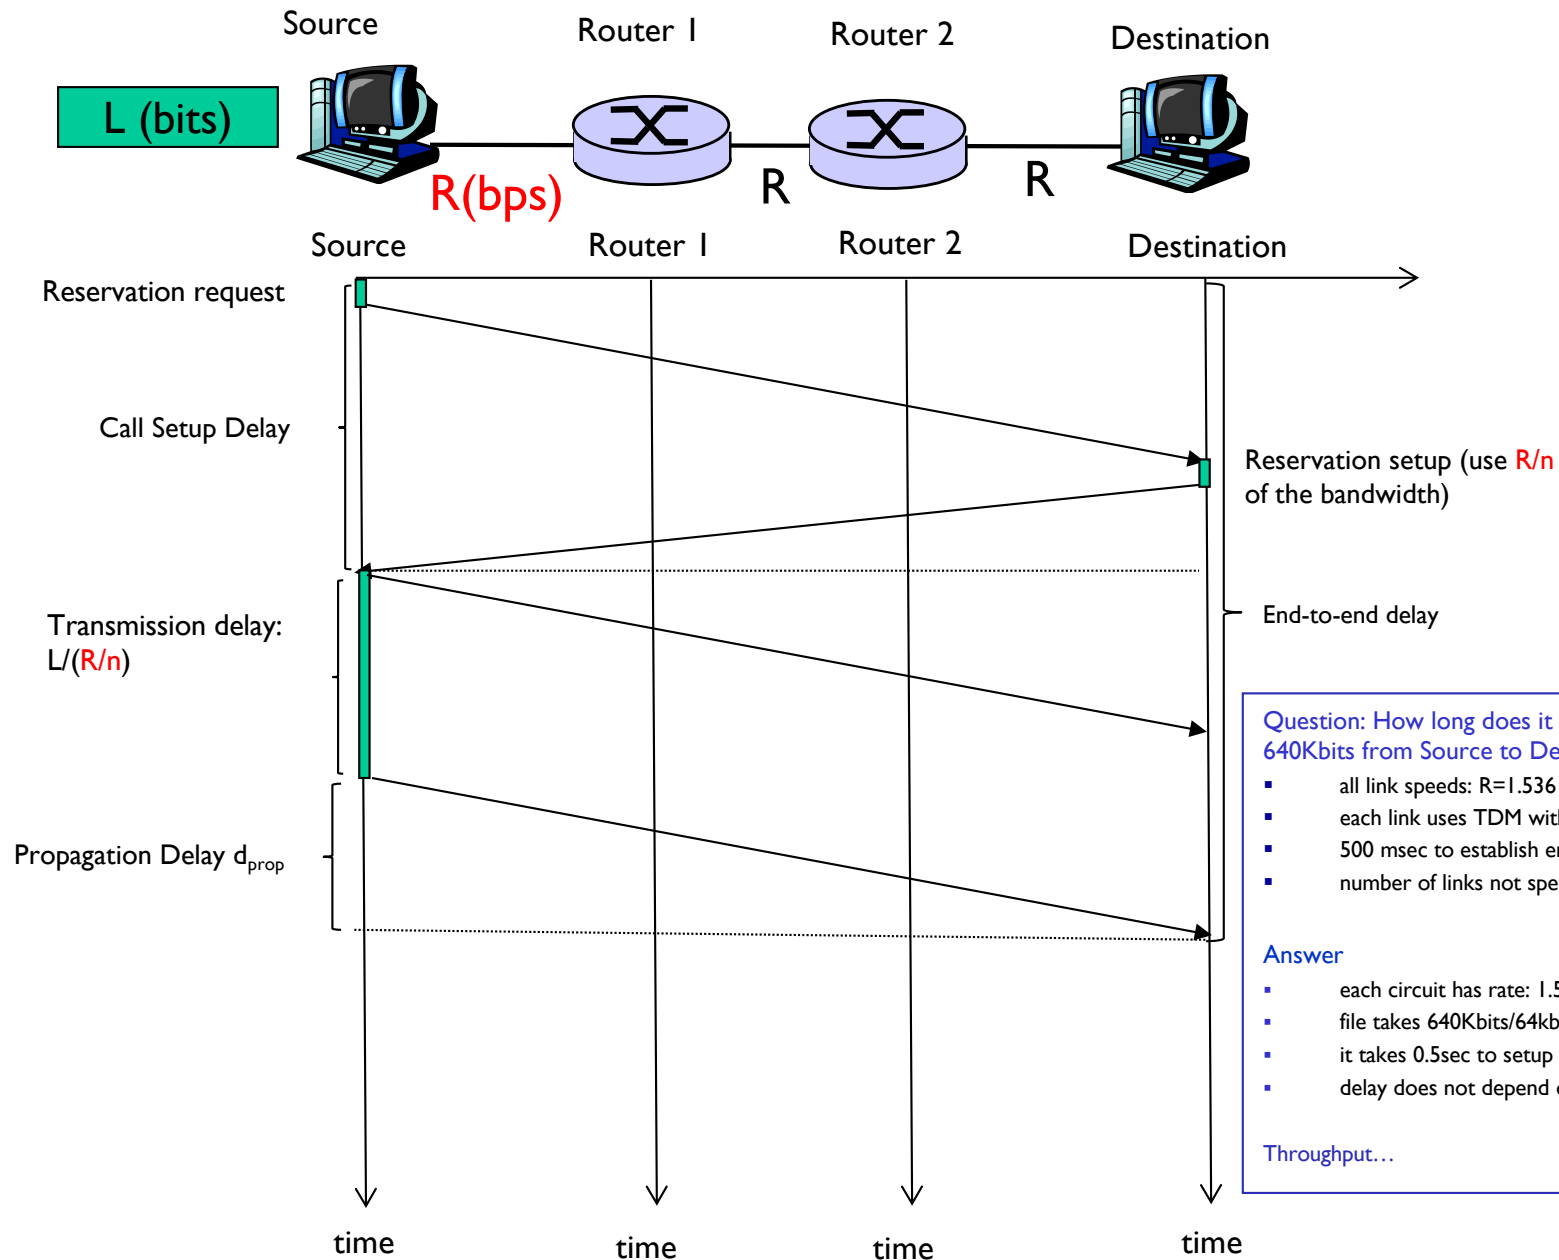 Source
Router 1
Router 2
Destination
L (bits)
R(bps)
R
R
Source
Router 1
Router 2
Destination
Reservation request
Call Setup Delay
Reservation setup (use R/n
of the bandwidth)
Transmission delay:
L/(R/n)
End-to-end delay
Propagation Delay dprop
Question: How long does it
640Kbits from Source to De
▪ all link speeds: R=1.536
▪ each link uses TDM with
▪ 500 msec to establish en
▪ number of links not spe
Answer
▪ each circuit has rate: 1.5
▪ file takes 640Kbits/64kb
▪ it takes 0.5sec to setup
▪ delay does not depend o
Throughput…
time
time
time
time